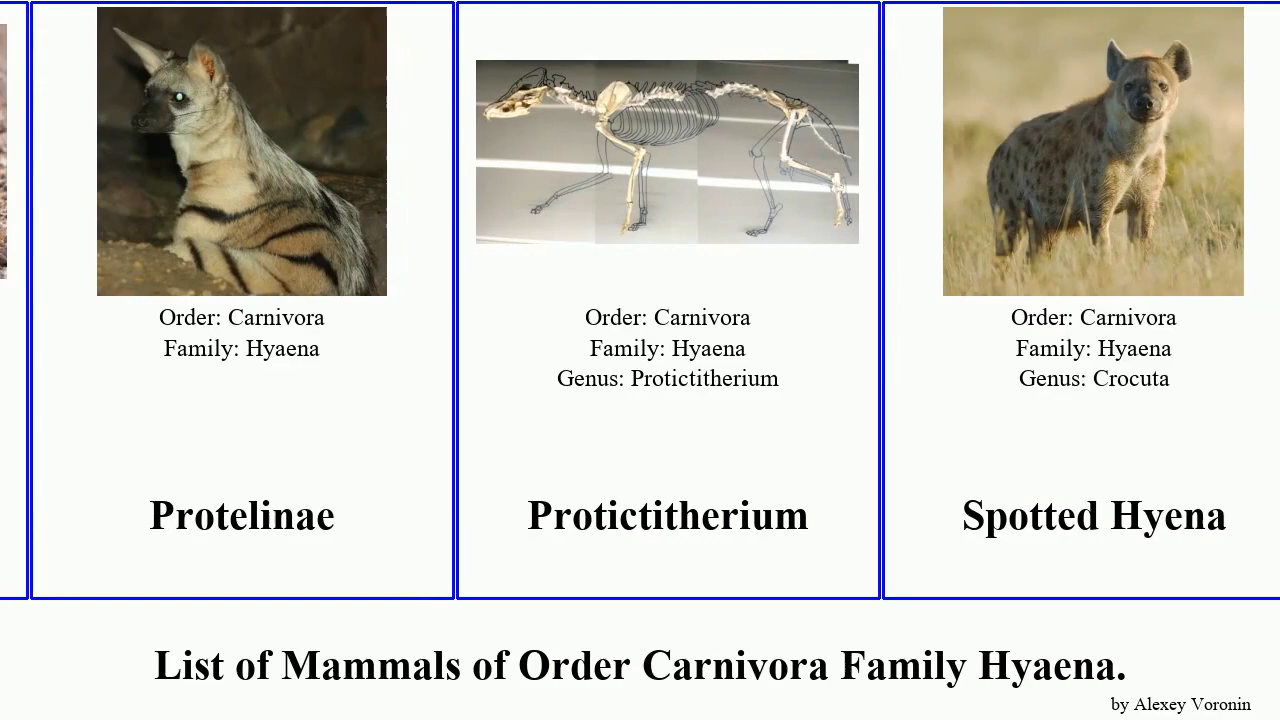 Order: Carnivora
Family: Hyaena
Protelinae
Order: Carnivora
Family: Hyaena
Genus: Protictitherium
Protictitherium
Order: Carnivora
Family: Hyaena
Genus: Crocuta
Spotted Hyena
List of Mammals of Order Carnivora Family Hyaena.
by Alexey Voronin